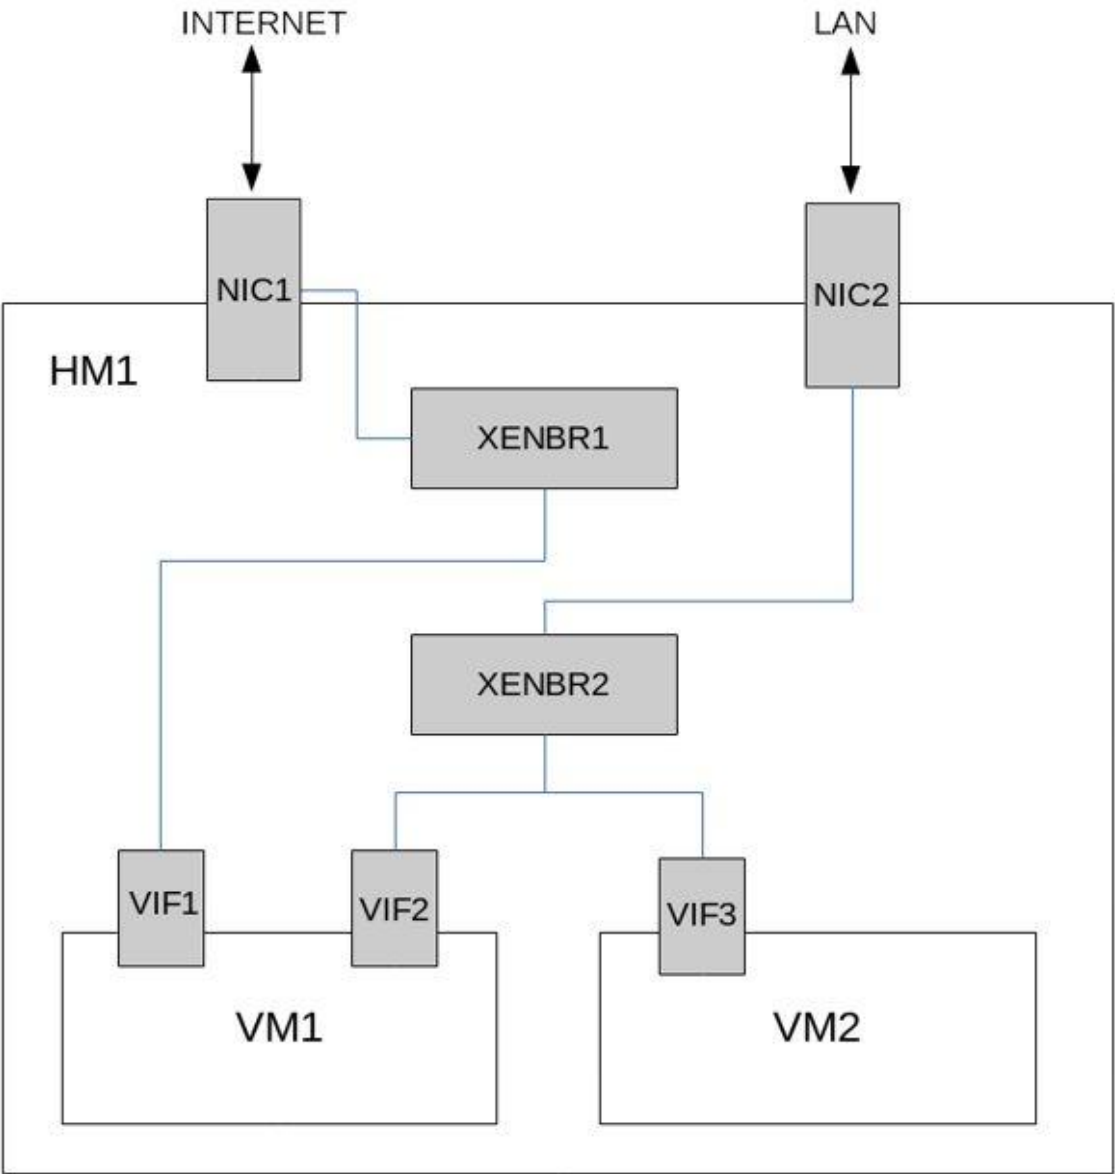 INTERNET
LAN
NIC1
NIC2
HM1
XENBR1
XENBR2
VIF1
VIF2
VIF3
VM1
VM2